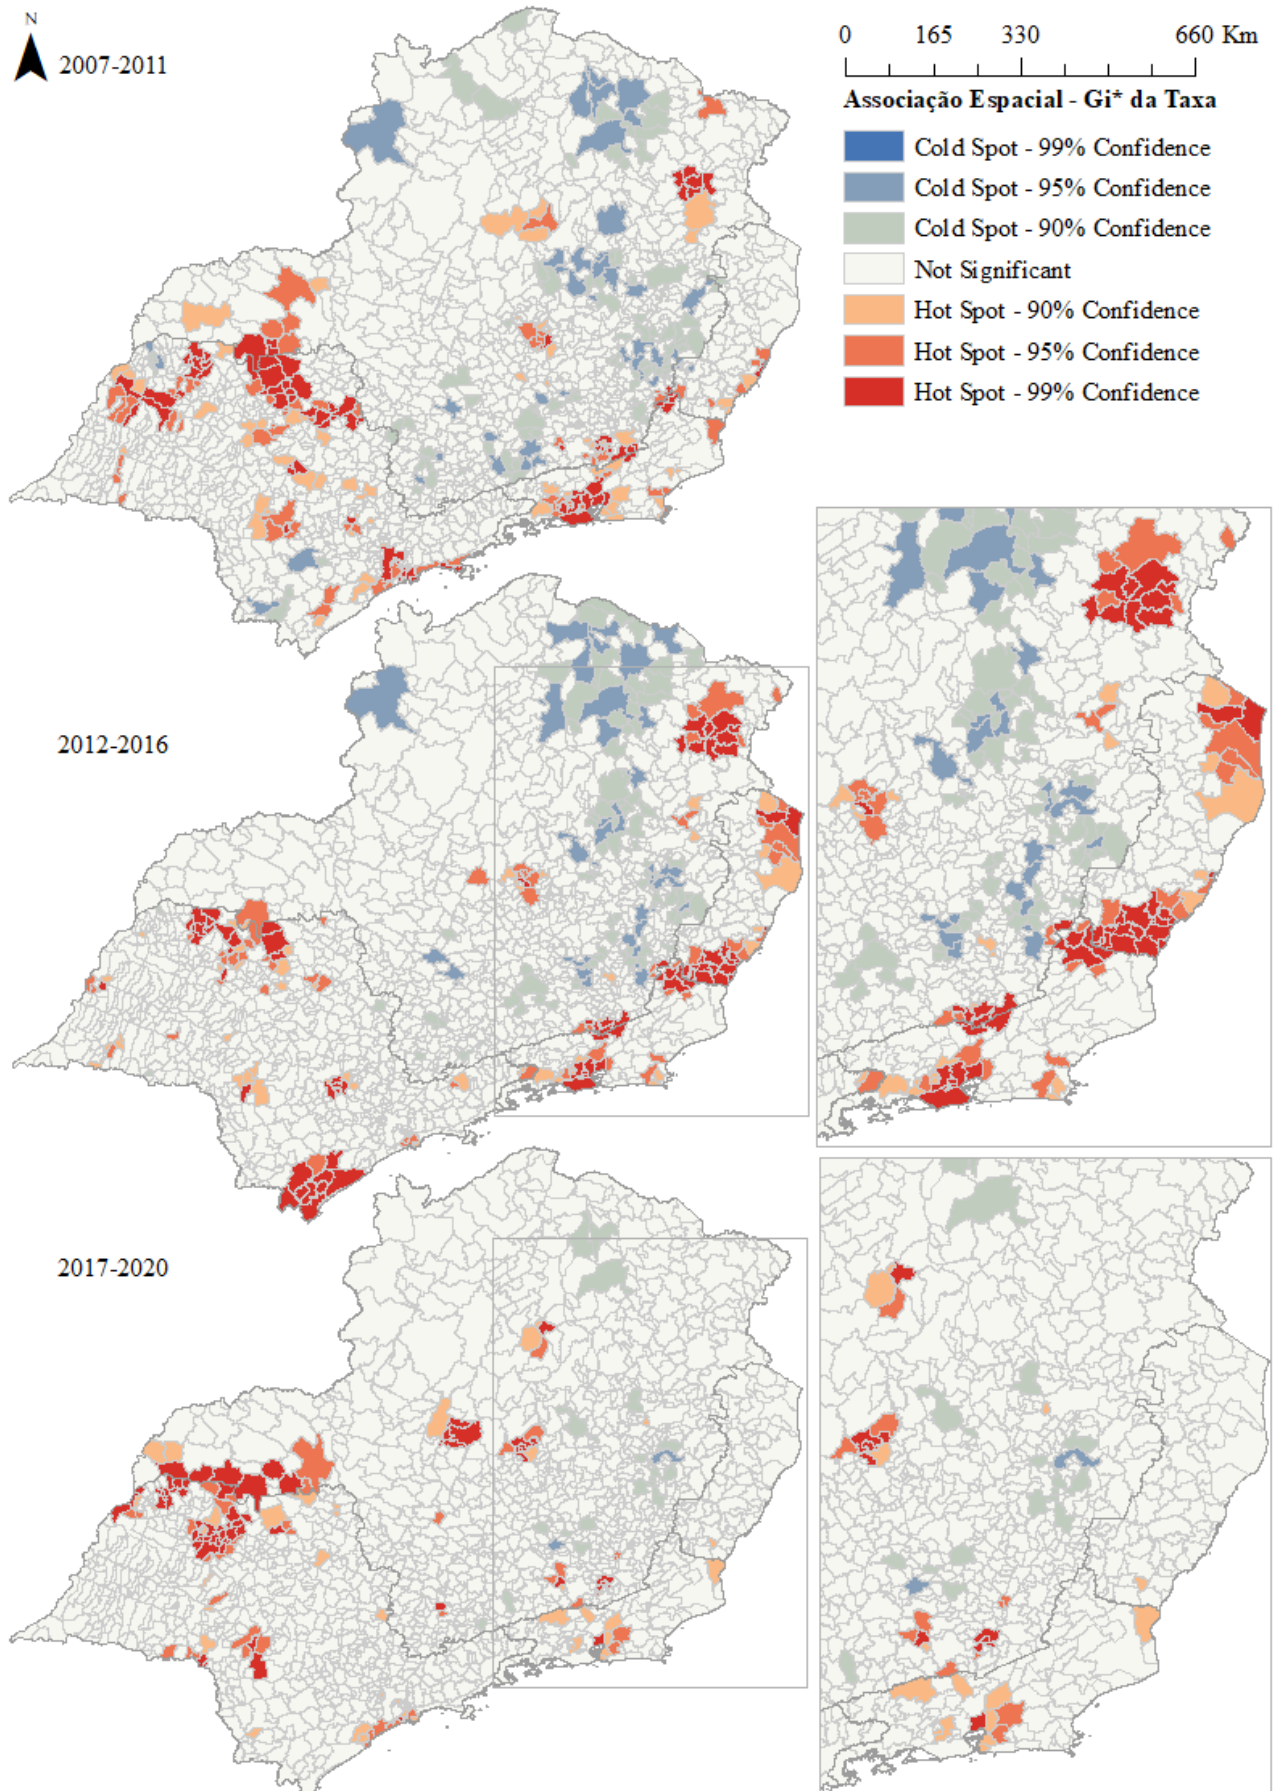 N
2007-2011
0 165 330 660 Km
Associação Espacial - Gi* da Taxa
Cold Spot - 99% Confidence
Cold Spot - 95% Confidence
Cold Spot - 90% Confidence
Not Significant
Hot Spot - 90% Confidence
Hot Spot - 95% Confidence
Hot Spot - 99% Confidence
2012-2016
2017-2020